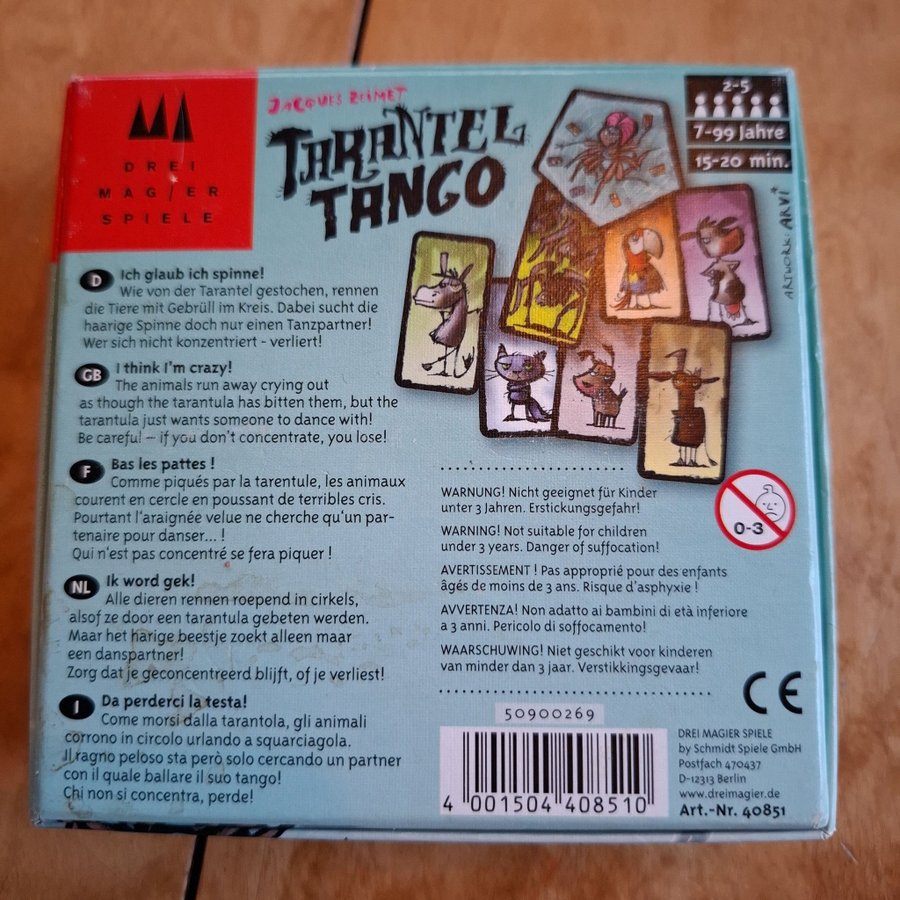 DREI
MAGIER
SPIELE
JACQUES ZEIMET
TARANTEL
TANGO
2-5
7-99 Jahre
15-20 min.
ARTWORK: ARVI
D Ich glaub ich spinne!
Wie von der Tarantel gestochen, rennen
die Tiere mit Gebrüll im Kreis. Dabei sucht die
haarige Spinne doch nur einen Tanzpartner!
Wer sich nicht konzentriert - verliert!
GB I think I'm crazy!
The animals run away crying out
as though the tarantula has bitten them, but the
tarantula just wants someone to dance with!
Be careful – if you don't concentrate, you lose!
F Bas les pattes !
Comme piqués par la tarentule, les animaux
courent en cercle en poussant de terribles cris.
Pourtant l'araignée velue ne cherche qu'un par-
tenaire pour danser... !
Qui n'est pas concentré se fera piquer !
NL Ik word gek!
Alle dieren rennen roepend in cirkels,
alsof ze door een tarantula gebeten werden.
Maar het harige beestje zoekt alleen maar
een danspartner!
Zorg dat je geconcentreerd blijft, of je verliest!
I Da perderci la testa!
Come morsi dalla tarantola, gli animali
corrono in circolo urlando a squarciagola.
Il ragno peloso sta però solo cercando un partner
con il quale ballare il suo tango!
Chi non si concentra, perde!
WARNUNG! Nicht geeignet für Kinder
unter 3 Jahren. Erstickungsgefahr!
WARNING! Not suitable for children
under 3 years. Danger of suffocation!
AVERTISSEMENT ! Pas approprié pour des enfants
âgés de moins de 3 ans. Risque d'asphyxie !
AVVERTENZA! Non adatto ai bambini di età inferiore
a 3 anni. Pericolo di soffocamento!
WAARSCHUWING! Niet geschikt voor kinderen
van minder dan 3 jaar. Verstikkingsgevaar!
0-3
CE
50900269
4 001504 408510
DREI MAGIER SPIELE
by Schmidt Spiele GmbH
Postfach 470437
D-12313 Berlin
www.dreimagier.de
Art.-Nr. 40851